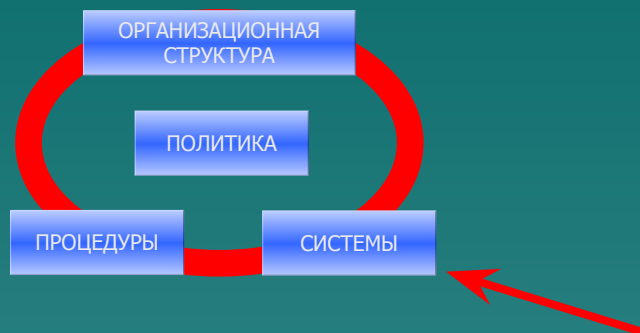 ОРГАНИЗАЦИОННАЯ
СТРУКТУРА
ПОЛИТИКА
ПРОЦЕДУРЫ
СИСТЕМЫ